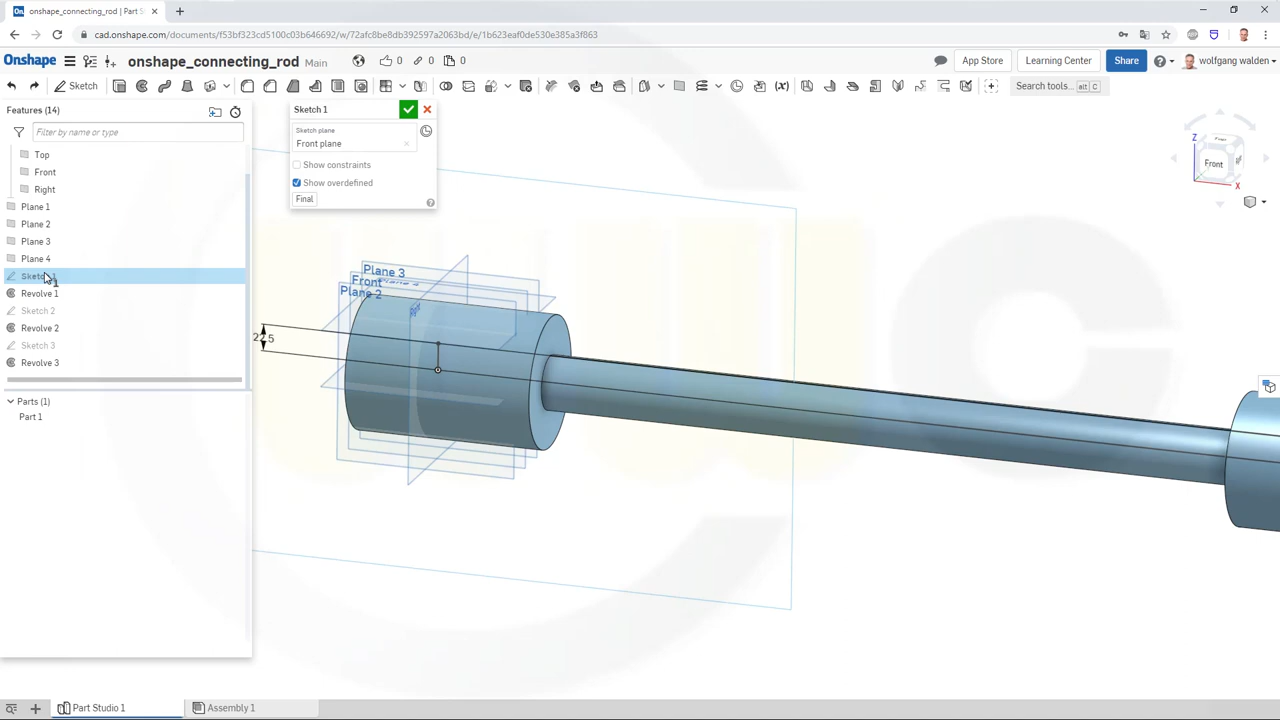 onshape_connecting_rod | Part S
cad.onshape.com/documents/f53bf323cd5100c03b646692/w/72afc8be8db392597a2063bd/e/1b623eaf0de530e385a3f863
Onshape onshape_connecting_rod Main 0 0 0 App Store Learning Center Share wolfgang walden
Sketch Search tools... alt C
Features (14)
Filter by name or type
Top
Front
Right
Plane 1
Plane 2
Plane 3
Plane 4
Sketch 1
Revolve 1
Sketch 2
Revolve 2
Sketch 3
Revolve 3
Parts (1)
Part 1
Sketch 1
Sketch plane
Front plane
Show constraints
Show overdefined
Final
Plane 3
Front
Plane 2
Z
Front
X
Part Studio 1
Assembly 1